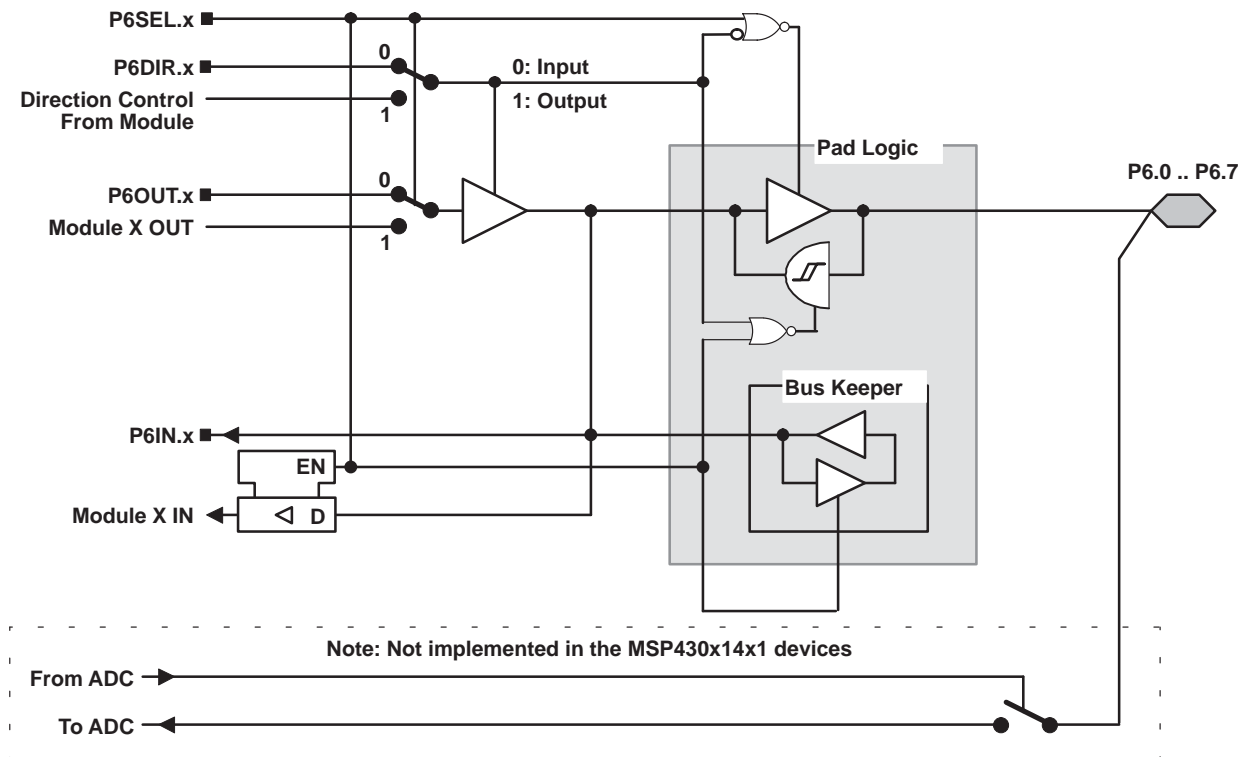 P6SEL.x
0
P6DIR.x
0: Input
Direction Control
From Module
1
1: Output
Pad Logic
P6.0 .. P6.7
0
P6OUT.x
Module X OUT
1
Bus Keeper
P6IN.x
EN
Module X IN
D
Note: Not implemented in the MSP430x14x1 devices
From ADC
To ADC